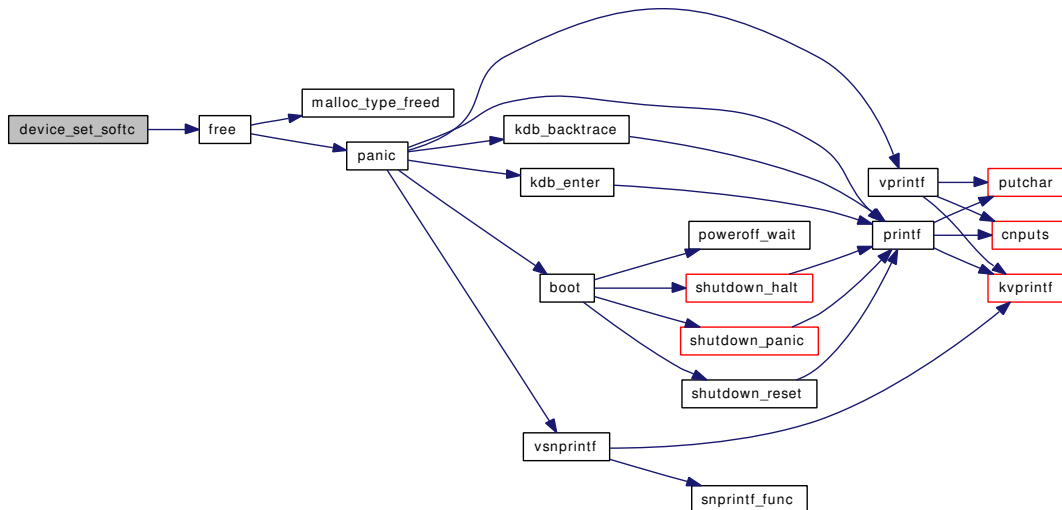 device_set_softc
free
malloc_type_freed
panic
kdb_backtrace
kdb_enter
boot
vsnprintf
poweroff_wait
shutdown_halt
shutdown_panic
shutdown_reset
snprintf_func
vprintf
printf
putchar
cnputs
kvprintf